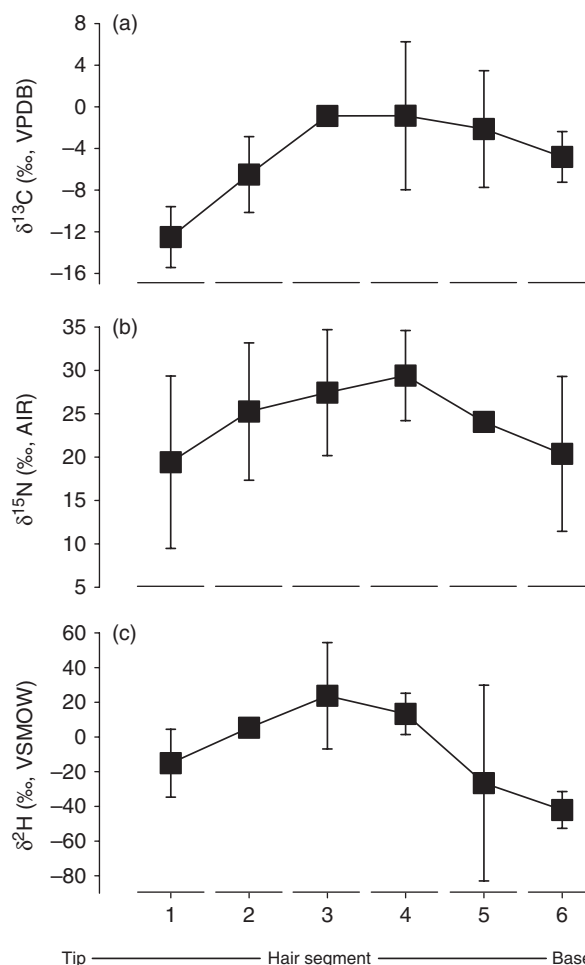 (a)
8
4
0
−4
−8
−12
−16
δ13C (‰, VPDB)
(b)
35
30
25
20
15
10
5
δ15N (‰, AIR)
(c)
60
40
20
0
−20
−40
−60
−80
δ2H (‰, VSMOW)
1 2 3 4 5 6
Tip Hair segment Base